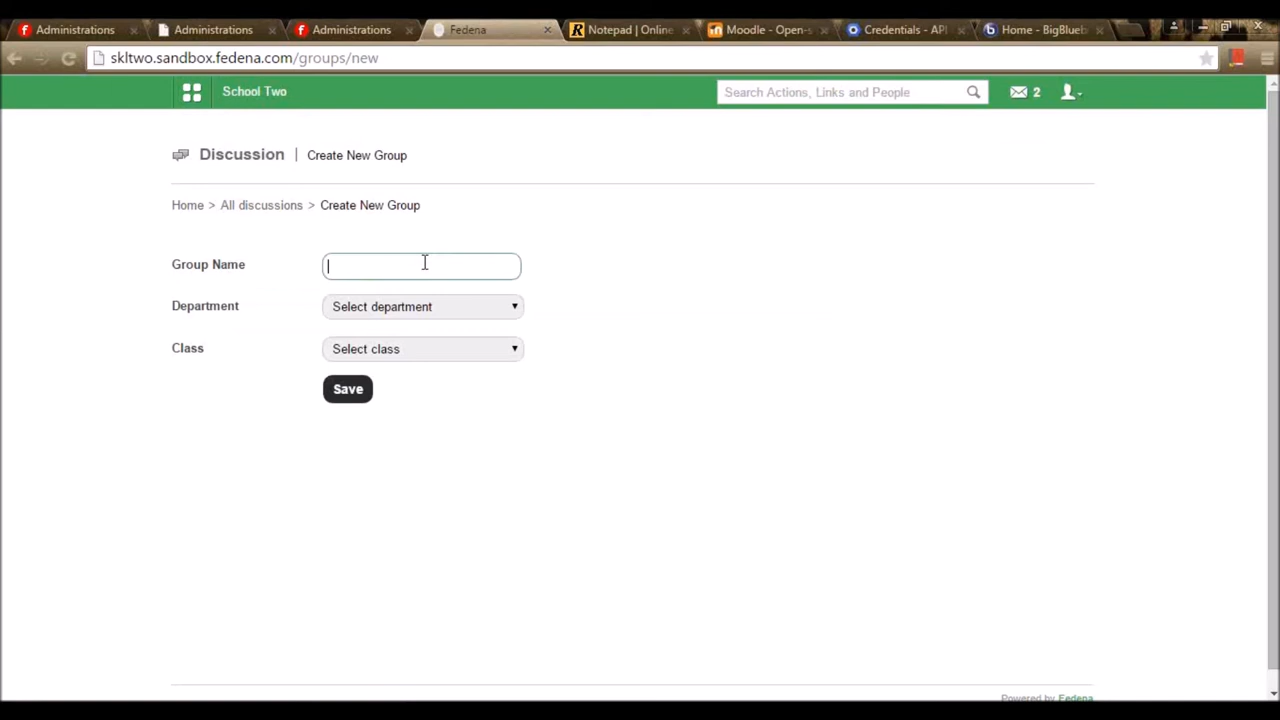 Administrations
Administrations
Administrations
Fedena
Notepad | Online
Moodle - Open-s
Credentials - API
Home - BigBlueb
skltwo.sandbox.fedena.com/groups/new
School Two
Search Actions, Links and People
2
Discussion | Create New Group
Home > All discussions > Create New Group
Group Name
Department
Select department
Class
Select class
Save
Powered by Fedena